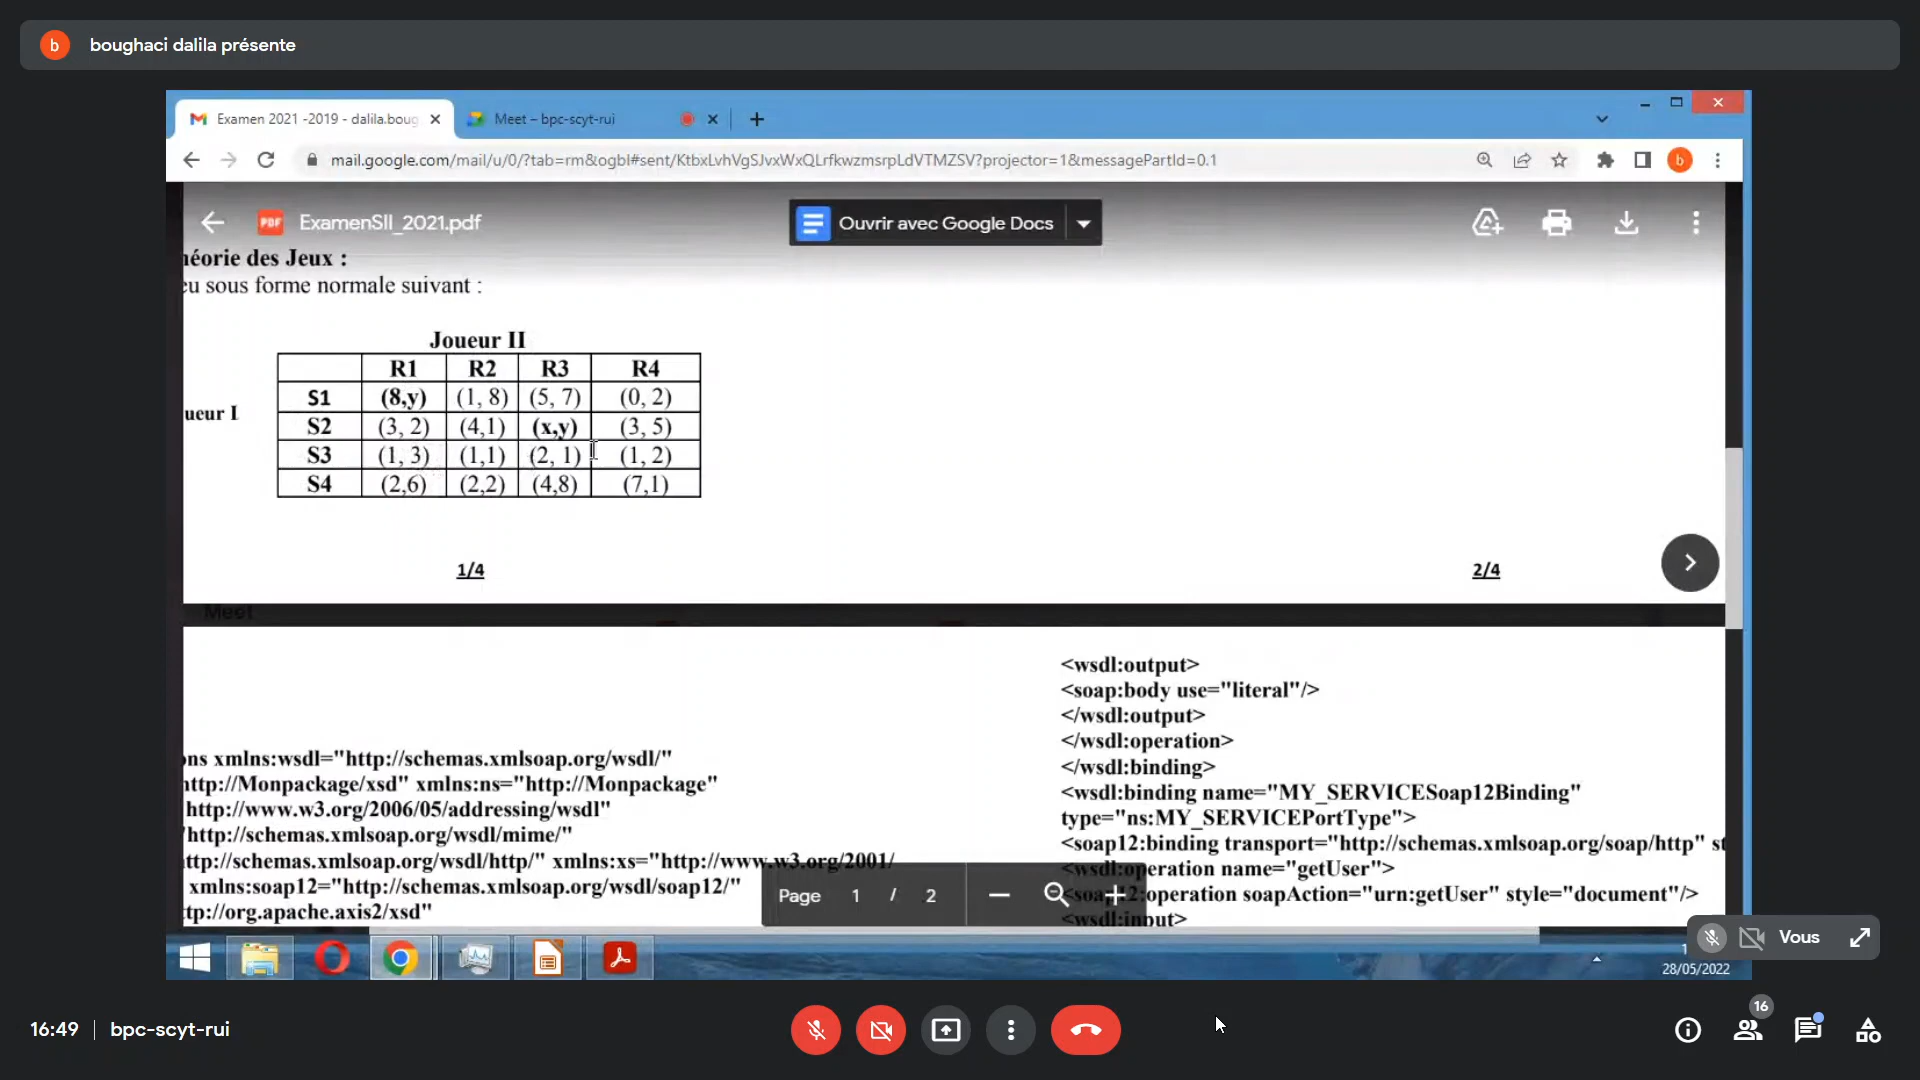 b boughaci dalila présente
Examen 2021 -2019 - dalila.boug
Meet – bpc-scyt-rui
mail.google.com/mail/u/0/?tab=rm&ogbl#sent/KtbxLvhVgSJvxWxQLrfkwzmsrpLdVTMZSV?projector=1&messagePartId=0.1
b
PDF ExamenSII_2021.pdf
Ouvrir avec Google Docs
héorie des Jeux :
eu sous forme normale suivant :
Joueur II
R1 R2 R3 R4
S1 (8,y) (1, 8) (5, 7) (0, 2)
ueur I
S2 (3, 2) (4,1) (x,y) (3, 5)
S3 (1, 3) (1,1) (2, 1) (1, 2)
S4 (2,6) (2,2) (4,8) (7,1)
1/4
2/4
Meet
ons xmlns:wsdl="http://schemas.xmlsoap.org/wsdl/"
http://Monpackage/xsd" xmlns:ns="http://Monpackage"
http://www.w3.org/2006/05/addressing/wsdl"
"http://schemas.xmlsoap.org/wsdl/mime/"
http://schemas.xmlsoap.org/wsdl/http/" xmlns:xs="http://www.w3.org/2001/
xmlns:soap12="http://schemas.xmlsoap.org/wsdl/soap12/"
ttp://org.apache.axis2/xsd"
<wsdl:output>
<soap:body use="literal"/>
</wsdl:output>
</wsdl:operation>
</wsdl:binding>
<wsdl:binding name="MY_SERVICESoap12Binding"
type="ns:MY_SERVICEPortType">
<soap12:binding transport="http://schemas.xmlsoap.org/soap/http" st
<wsdl:operation name="getUser">
<soap12:operation soapAction="urn:getUser" style="document"/>
<wsdl:input>
Page 1 / 2
Vous
28/05/2022
16:49 bpc-scyt-rui
16